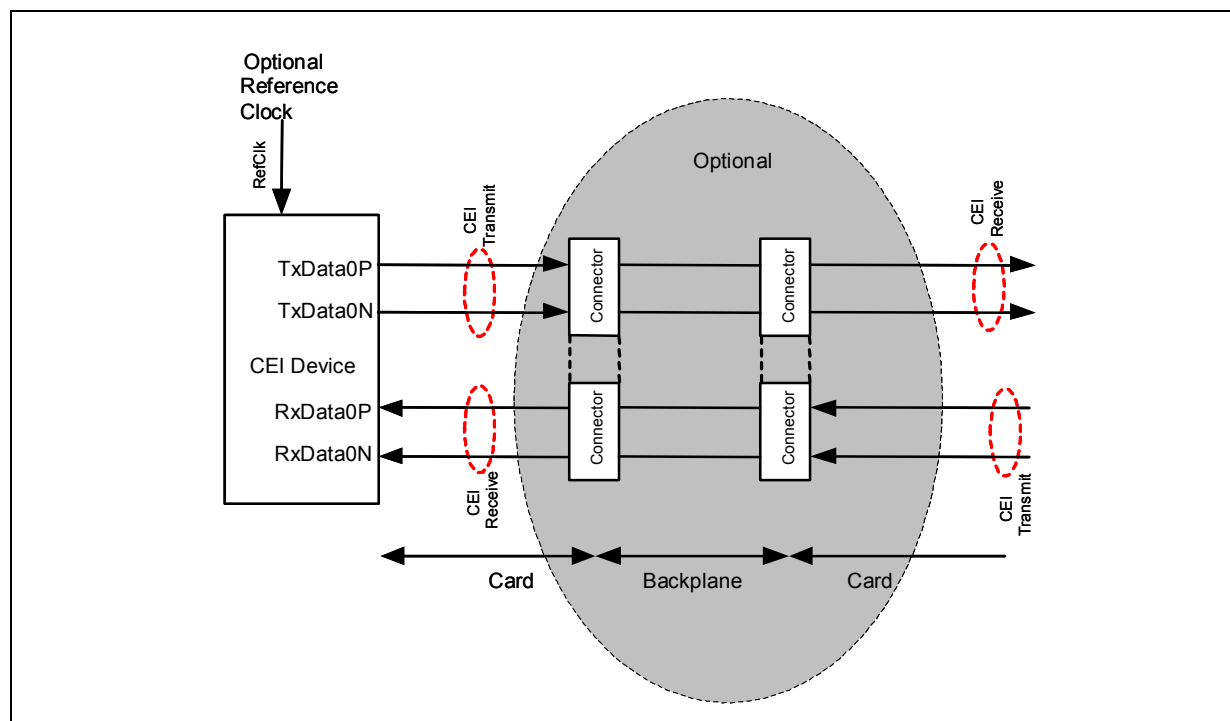 Optional
Reference
Clock
RefClk
Optional
CEI
Transmit
CEI
Receive
TxData0P
TxData0N
Connector
Connector
CEI Device
RxData0P
RxData0N
Connector
Connector
CEI
Receive
CEI
Transmit
Card
Backplane
Card